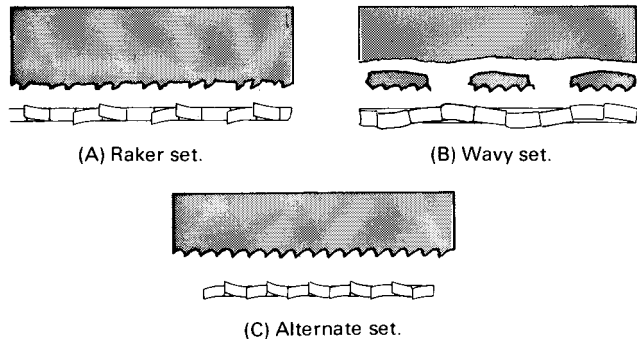 (A) Raker set.
(B) Wavy set.
(C) Alternate set.